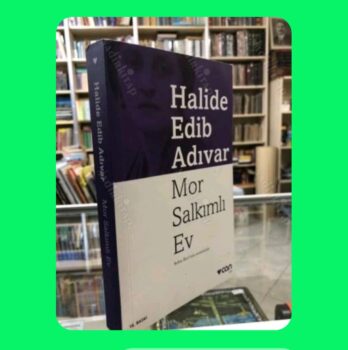 Halide
Edib
Adıvar
Mor
Salkımlı
Ev
can
Halide Edib Adıvar
Mor Salkımlı Ev